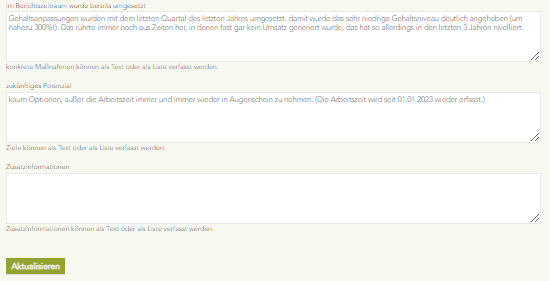 im Berichtszeitraum wurde bereits umgesetzt
Gehaltsanpassungen wurden mit dem letzten Quartal des letzten Jahres umgesetzt. damit wurde das sehr niedrige Gehaltsniveau deutlich angehoben (um
nahezu 300%!). Das rührte immer noch aus Zeiten her, in denen fast gar kein Umsatz generiert wurde, das hat so allerdings in den letzten 3 Jahren nivelliert.
konkrete Maßnahmen können als Text oder als Liste verfasst werden.
zukünftiges Potenzial
kaum Optionen, außer die Arbeitszeit immer und immer wieder in Augenschein zu nehmen. (Die Arbeitszeit wird seit 01.01.2023 wieder erfasst.)
Ziele können als Text oder als Liste verfasst werden.
Zusatzinformationen
Zusatzinformationen können als Text oder als Liste verfasst werden.
Aktualisieren